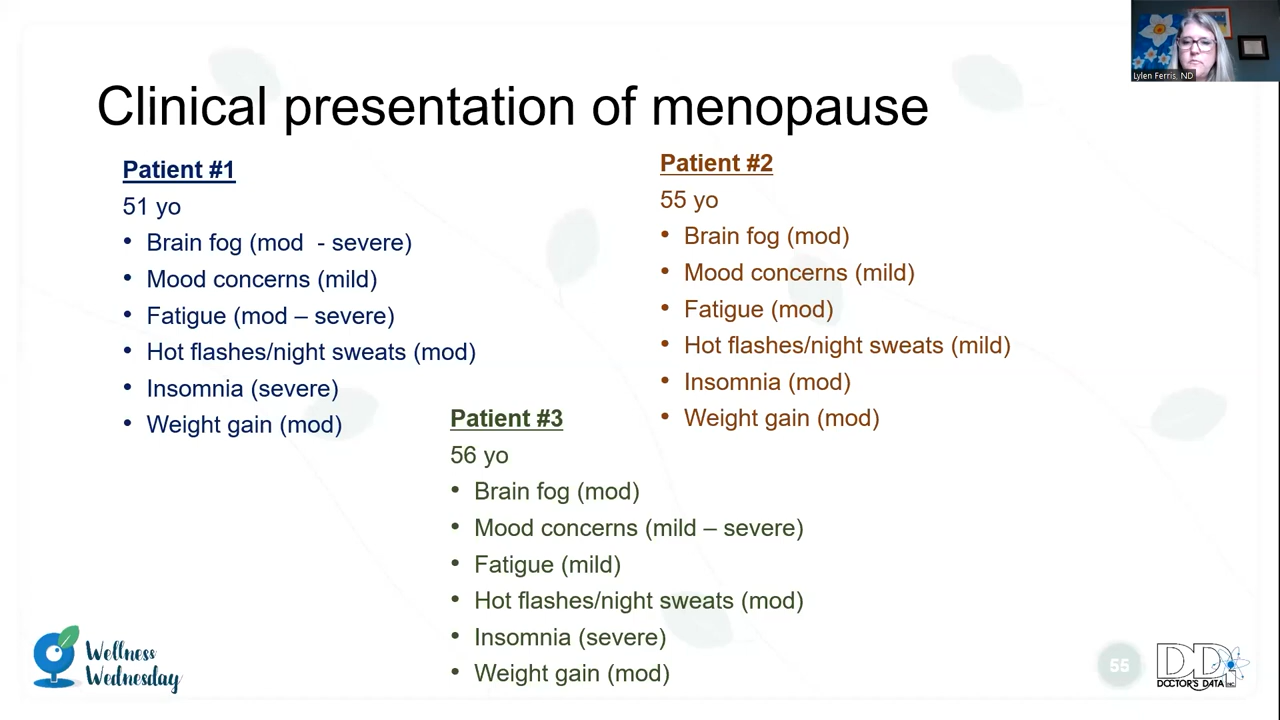 Lylen Ferris, ND
Clinical presentation of menopause
Patient #1
51 yo
• Brain fog (mod  - severe)
• Mood concerns (mild)
• Fatigue (mod – severe)
• Hot flashes/night sweats (mod)
• Insomnia (severe)
• Weight gain (mod)
Patient #2
55 yo
• Brain fog (mod)
• Mood concerns (mild)
• Fatigue (mod)
• Hot flashes/night sweats (mild)
• Insomnia (mod)
• Weight gain (mod)
Patient #3
56 yo
• Brain fog (mod)
• Mood concerns (mild – severe)
• Fatigue (mild)
• Hot flashes/night sweats (mod)
• Insomnia (severe)
• Weight gain (mod)
Wellness
Wednesday
55
DDI
DOCTOR'S DATA INC